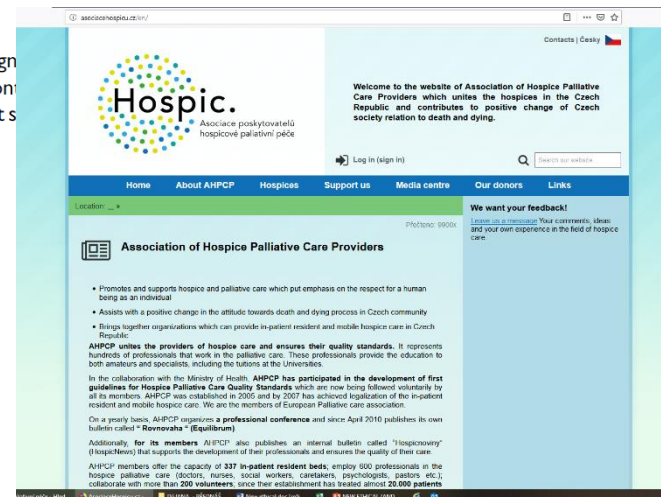 asociacehospicu.cz/en/
Contacts | Česky
Hospic.
Asociace poskytovatelů
hospicové paliativní péče
Welcome to the website of Association of Hospice Palliative
Care Providers which unites the hospices in the Czech
Republic and contributes to positive change of Czech
society relation to death and dying.
Log in (sign in)
Search our website
Home About AHPCP Hospices Support us Media centre Our donors Links
Location:
Přečteno: 9900x
Association of Hospice Palliative Care Providers
We want your feedback!
Leave us a message Your comments, ideas
and your own experience in the field of hospice
care.
• Promotes and supports hospice and palliative care which put emphasis on the respect for a human
being as an individual
• Assists with a positive change in the attitude towards death and dying process in Czech community
• Brings together organizations which can provide in-patient resident and mobile hospice care in Czech
Republic
AHPCP unites the providers of hospice care and ensures their quality standards. It represents
hundreds of professionals that work in the palliative care. These professionals provide the education to
both amateurs and specialists, including the tuitions at the Universities.
In the collaboration with the Ministry of Health, AHPCP has participated in the development of first
guidelines for Hospice Palliative Care Quality Standards which are now being followed voluntarily by
all its members. AHPCP was established in 2005 and by 2007 has achieved legalization of the in-patient
resident and mobile hospice care. We are the members of European Palliative care association.
On a yearly basis, AHPCP organizes a professional conference and since April 2010 publishes its own
bulletin called " Rovnovaha " (Equilibrum)
Additionally, for its members AHPCP also publishes an internal bulletin called "Hospicnoviny"
(HospicNews) that supports the development of their professionals and ensures the quality of their care.
AHPCP members offer the capacity of 337 in-patient resident beds; employ 600 professionals in the
hospice palliative care (doctors, nurses, social workers, caretakers, psychologists, pastors etc.);
collaborate with more than 200 volunteers; since their establishment has treated almost 20.000 patients